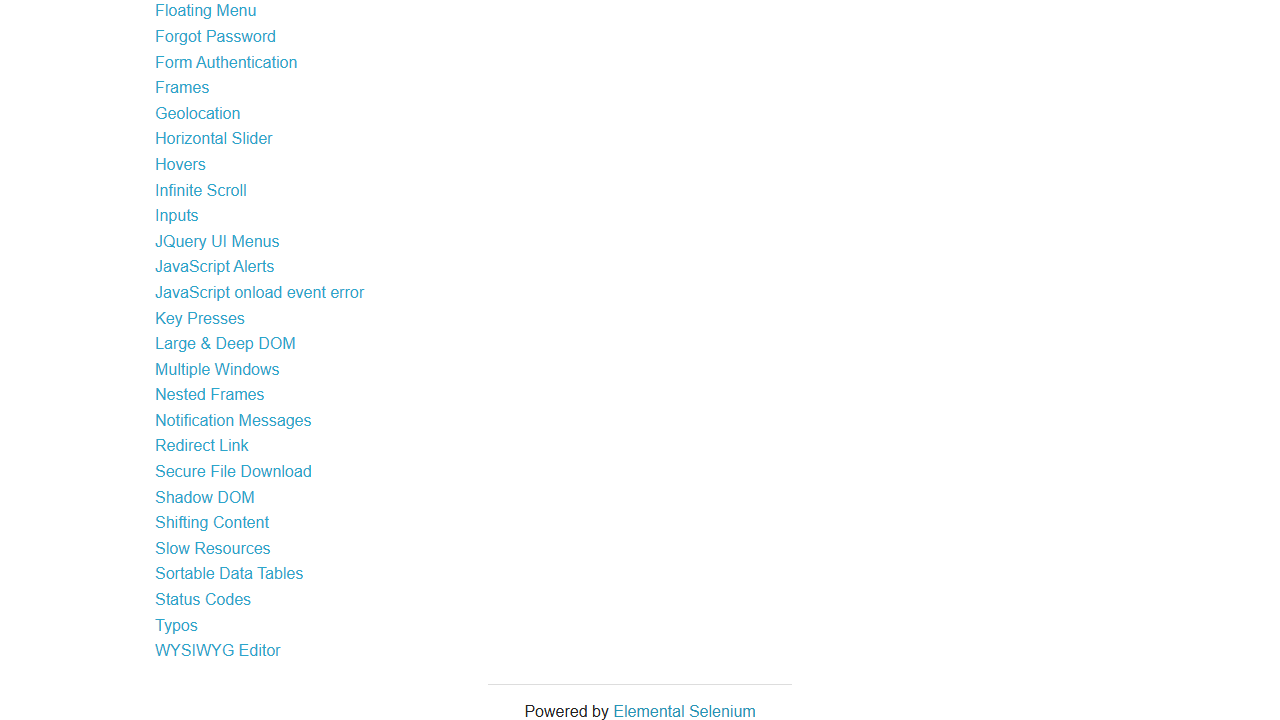 Floating Menu
Forgot Password
Form Authentication
Frames
Geolocation
Horizontal Slider
Hovers
Infinite Scroll
Inputs
JQuery UI Menus
JavaScript Alerts
JavaScript onload event error
Key Presses
Large & Deep DOM
Multiple Windows
Nested Frames
Notification Messages
Redirect Link
Secure File Download
Shadow DOM
Shifting Content
Slow Resources
Sortable Data Tables
Status Codes
Typos
WYSIWYG Editor
Powered by Elemental Selenium